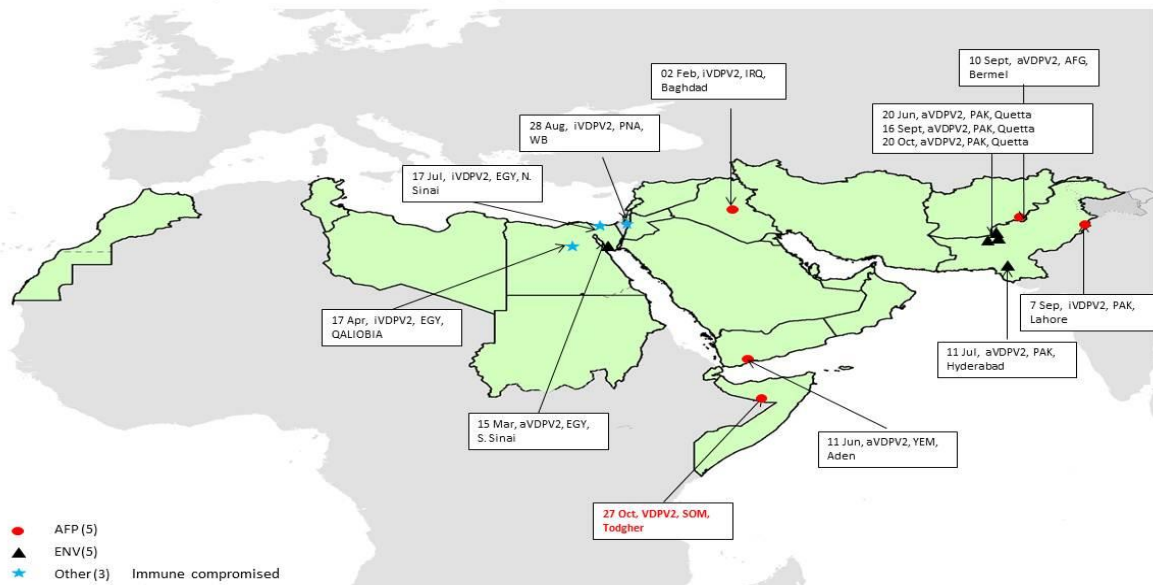 10 Sept, aVDPV2, AFG,
Bermel
02 Feb, iVDPV2, IRQ,
Baghdad
20 Jun, aVDPV2, PAK, Quetta
16 Sept, aVDPV2, PAK, Quetta
20 Oct, aVDPV2, PAK, Quetta
28 Aug, iVDPV2, PNA,
WB
17 Jul, iVDPV2, EGY, N.
Sinai
17 Apr, iVDPV2, EGY,
QALIOBIA
7 Sep, iVDPV2, PAK,
Lahore
11 Jul, aVDPV2, PAK,
Hyderabad
15 Mar, aVDPV2, EGY,
S. Sinai
11 Jun, aVDPV2, YEM,
Aden
27 Oct, VDPV2, SOM,
Todgher
AFP (5)
ENV(5)
Other (3) Immune compromised